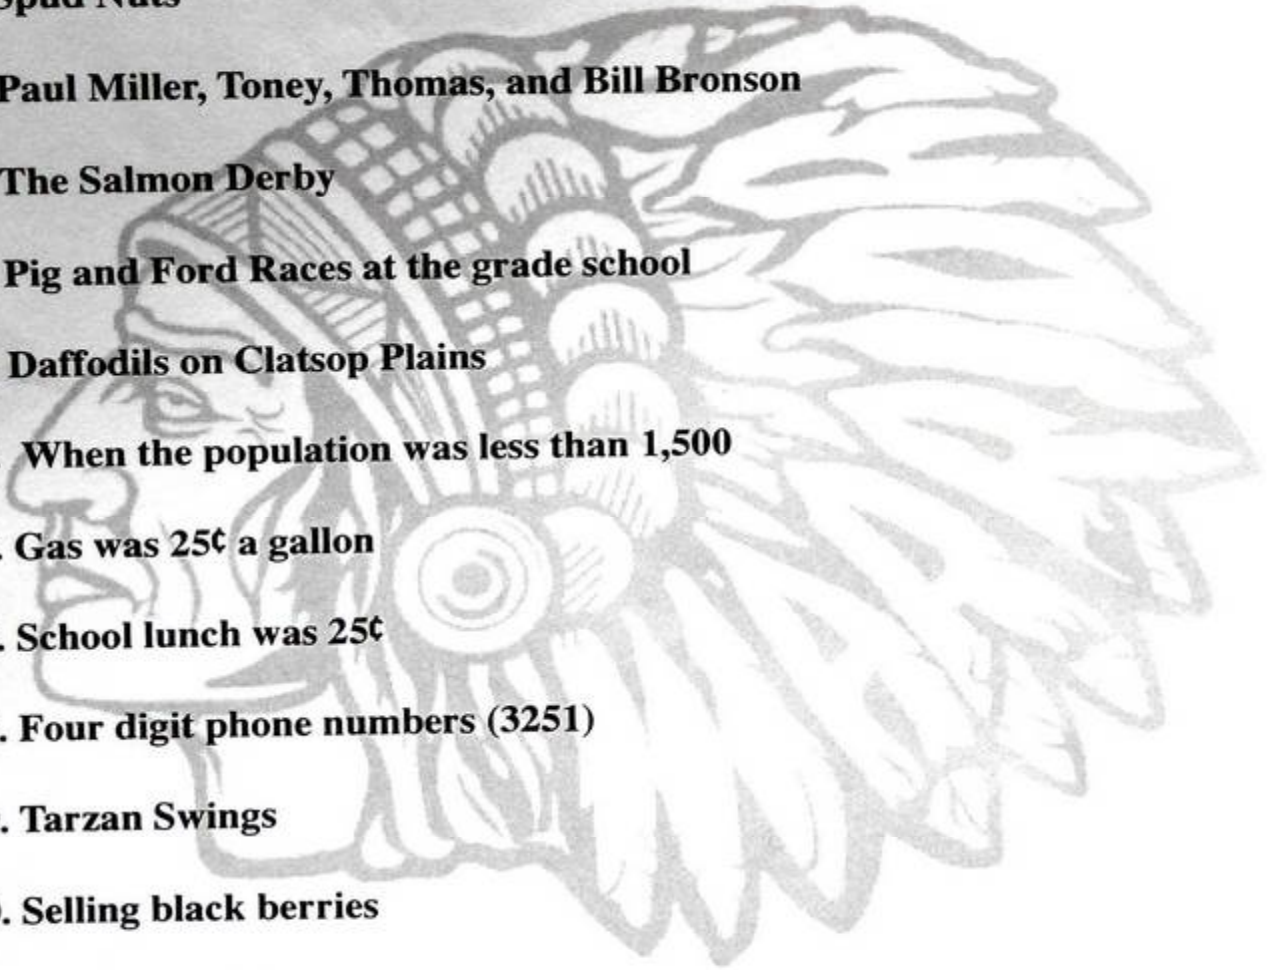 Spud Nuts
Paul Miller, Toney, Thomas, and Bill Bronson
The Salmon Derby
Pig and Ford Races at the grade school
Daffodils on Clatsop Plains
When the population was less than 1,500
. Gas was 25¢ a gallon
. School lunch was 25¢
. Four digit phone numbers (3251)
. Tarzan Swings
. Selling black berries